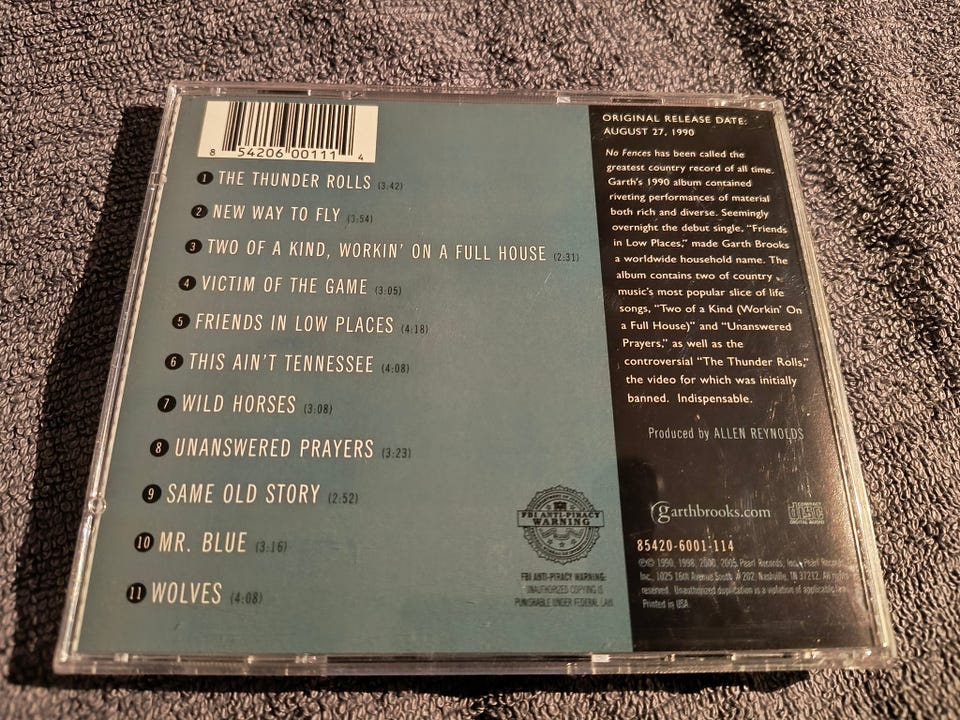 8 54206 00111 4
1 THE THUNDER ROLLS (3:42)
2 NEW WAY TO FLY (3:54)
3 TWO OF A KIND, WORKIN' ON A FULL HOUSE (2:31)
4 VICTIM OF THE GAME (3:05)
5 FRIENDS IN LOW PLACES (4:18)
6 THIS AIN'T TENNESSEE (4:08)
7 WILD HORSES (3:08)
8 UNANSWERED PRAYERS (3:23)
9 SAME OLD STORY (2:52)
10 MR. BLUE (3:16)
11 WOLVES (4:08)
FBI ANTI-PIRACY
WARNING
FBI ANTI-PIRACY WARNING:
UNAUTHORIZED COPYING IS
PUNISHABLE UNDER FEDERAL LAW.
ORIGINAL RELEASE DATE:
AUGUST 27, 1990
No Fences has been called the
greatest country record of all time.
Garth's 1990 album contained
riveting performances of material
both rich and diverse. Seemingly
overnight the debut single, "Friends
in Low Places," made Garth Brooks
a worldwide household name. The
album contains two of country
music's most popular slice of life
songs, "Two of a Kind (Workin' On
a Full House)" and "Unanswered
Prayers," as well as the
controversial "The Thunder Rolls,"
the video for which was initially
banned. Indispensable.
Produced by ALLEN REYNOLDS
garthbrooks.com
COMPACT
disc
DIGITAL AUDIO
85420-6001-114
℗© 1990, 1998, 2000, 2005 Pearl Records, Inc. Pearl Records,
Inc., 1025 16th Avenue South, # 202, Nashville, TN 37212. All rights
reserved. Unauthorized duplication is a violation of applicable law.
Printed in USA